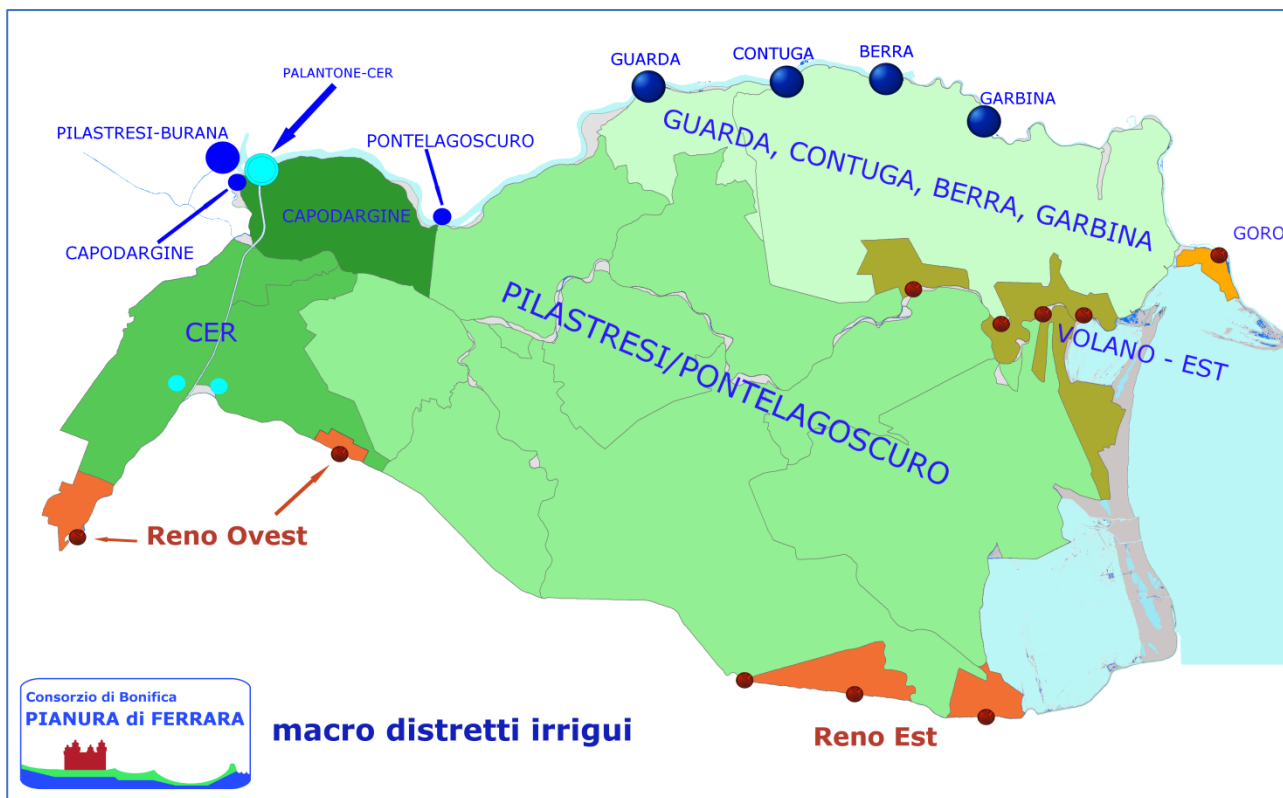 GUARDA
CONTUGA
BERRA
PALANTONE-CER
GARBINA
PILASTRESI-BURANA
PONTELAGOSCURO
GUARDA, CONTUGA, BERRA, GARBINA
CAPODARGINE
CAPODARGINE
GORO
CER
PILASTRESI/PONTELAGOSCURO
VOLANO - EST
Reno Ovest
Consorzio di Bonifica
PIANURA di FERRARA
macro distretti irrigui
Reno Est